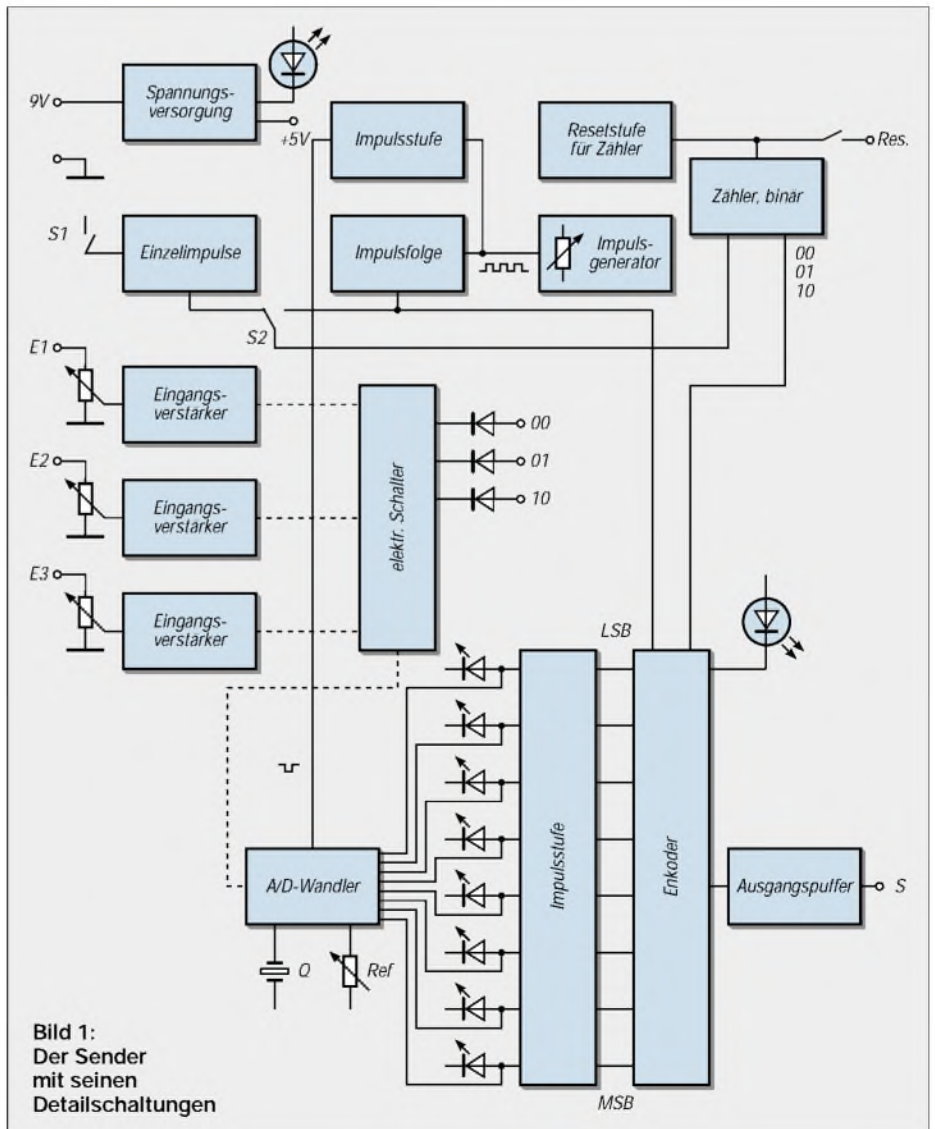 9V
Spannungs-
versorgung
+5V
Impulsstufe
Resetstufe
für Zähler
Res.
Zähler, binär
S1
Einzelimpulse
Impulsfolge
Impuls-
generator
00
01
10
S2
E1
Eingangs-
verstärker
E2
Eingangs-
verstärker
E3
Eingangs-
verstärker
elektr. Schalter
00
01
10
LSB
A/D-Wandler
Impulsstufe
Enkoder
Ausgangspuffer
S
Q
Ref
MSB
Bild 1:
Der Sender
mit seinen
Detailschaltungen